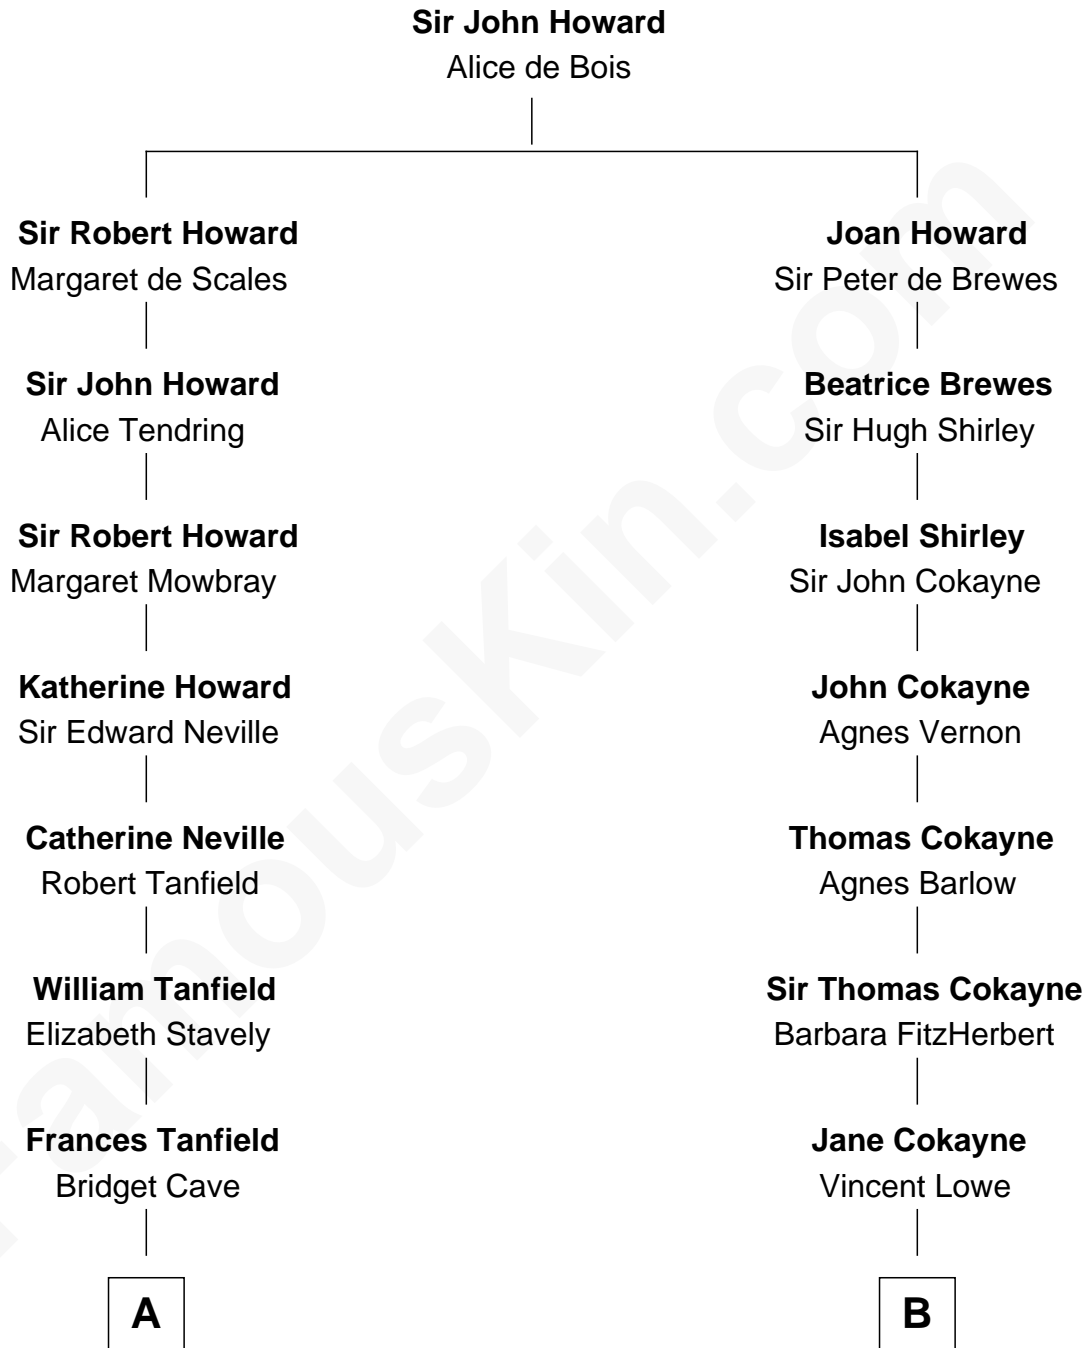 Sir John Howard
Alice de Bois
Sir Robert Howard
Margaret de Scales
Joan Howard
Sir Peter de Brewes
Sir John Howard
Alice Tendring
Beatrice Brewes
Sir Hugh Shirley
Sir Robert Howard
Margaret Mowbray
Isabel Shirley
Sir John Cokayne
Katherine Howard
Sir Edward Neville
John Cokayne
Agnes Vernon
Catherine Neville
Robert Tanfield
Thomas Cokayne
Agnes Barlow
William Tanfield
Elizabeth Stavely
Sir Thomas Cokayne
Barbara FitzHerbert
Frances Tanfield
Bridget Cave
Jane Cokayne
Vincent Lowe
A
B
FamousKin.com